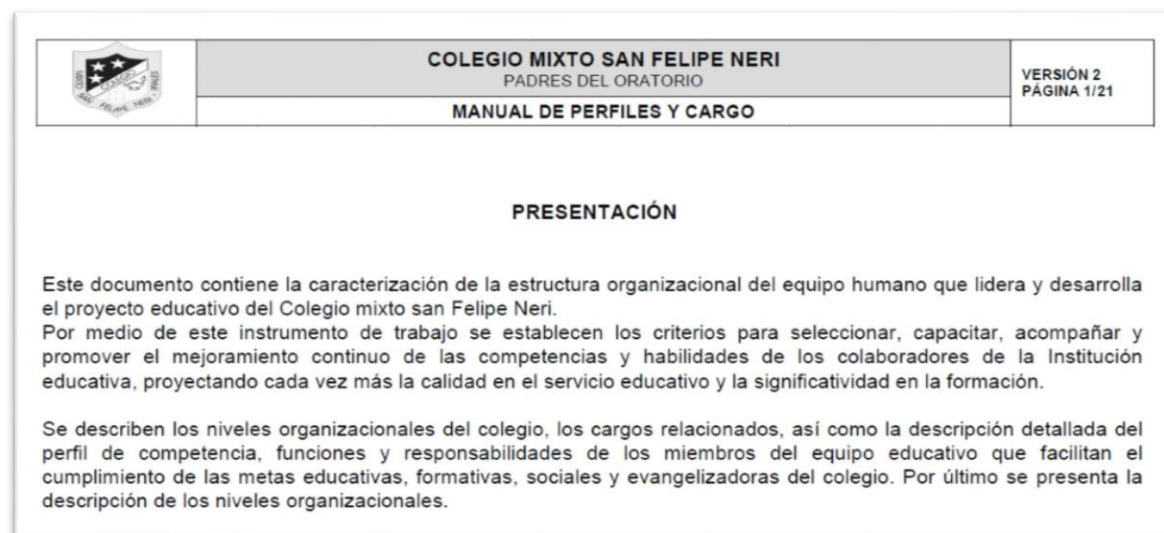 COLEGIO MIXTO SAN FELIPE NERI
PADRES DEL ORATORIO
MANUAL DE PERFILES Y CARGO
VERSIÓN 2
PÁGINA 1/21
COLEGIO
MIXTO SAN FELIPE NERI
PRESENTACIÓN
Este documento contiene la caracterización de la estructura organizacional del equipo humano que lidera y desarrolla
el proyecto educativo del Colegio mixto san Felipe Neri.
Por medio de este instrumento de trabajo se establecen los criterios para seleccionar, capacitar, acompañar y
promover el mejoramiento continuo de las competencias y habilidades de los colaboradores de la Institución
educativa, proyectando cada vez más la calidad en el servicio educativo y la significatividad en la formación.
Se describen los niveles organizacionales del colegio, los cargos relacionados, así como la descripción detallada del
perfil de competencia, funciones y responsabilidades de los miembros del equipo educativo que facilitan el
cumplimiento de las metas educativas, formativas, sociales y evangelizadoras del colegio. Por último se presenta la
descripción de los niveles organizacionales.